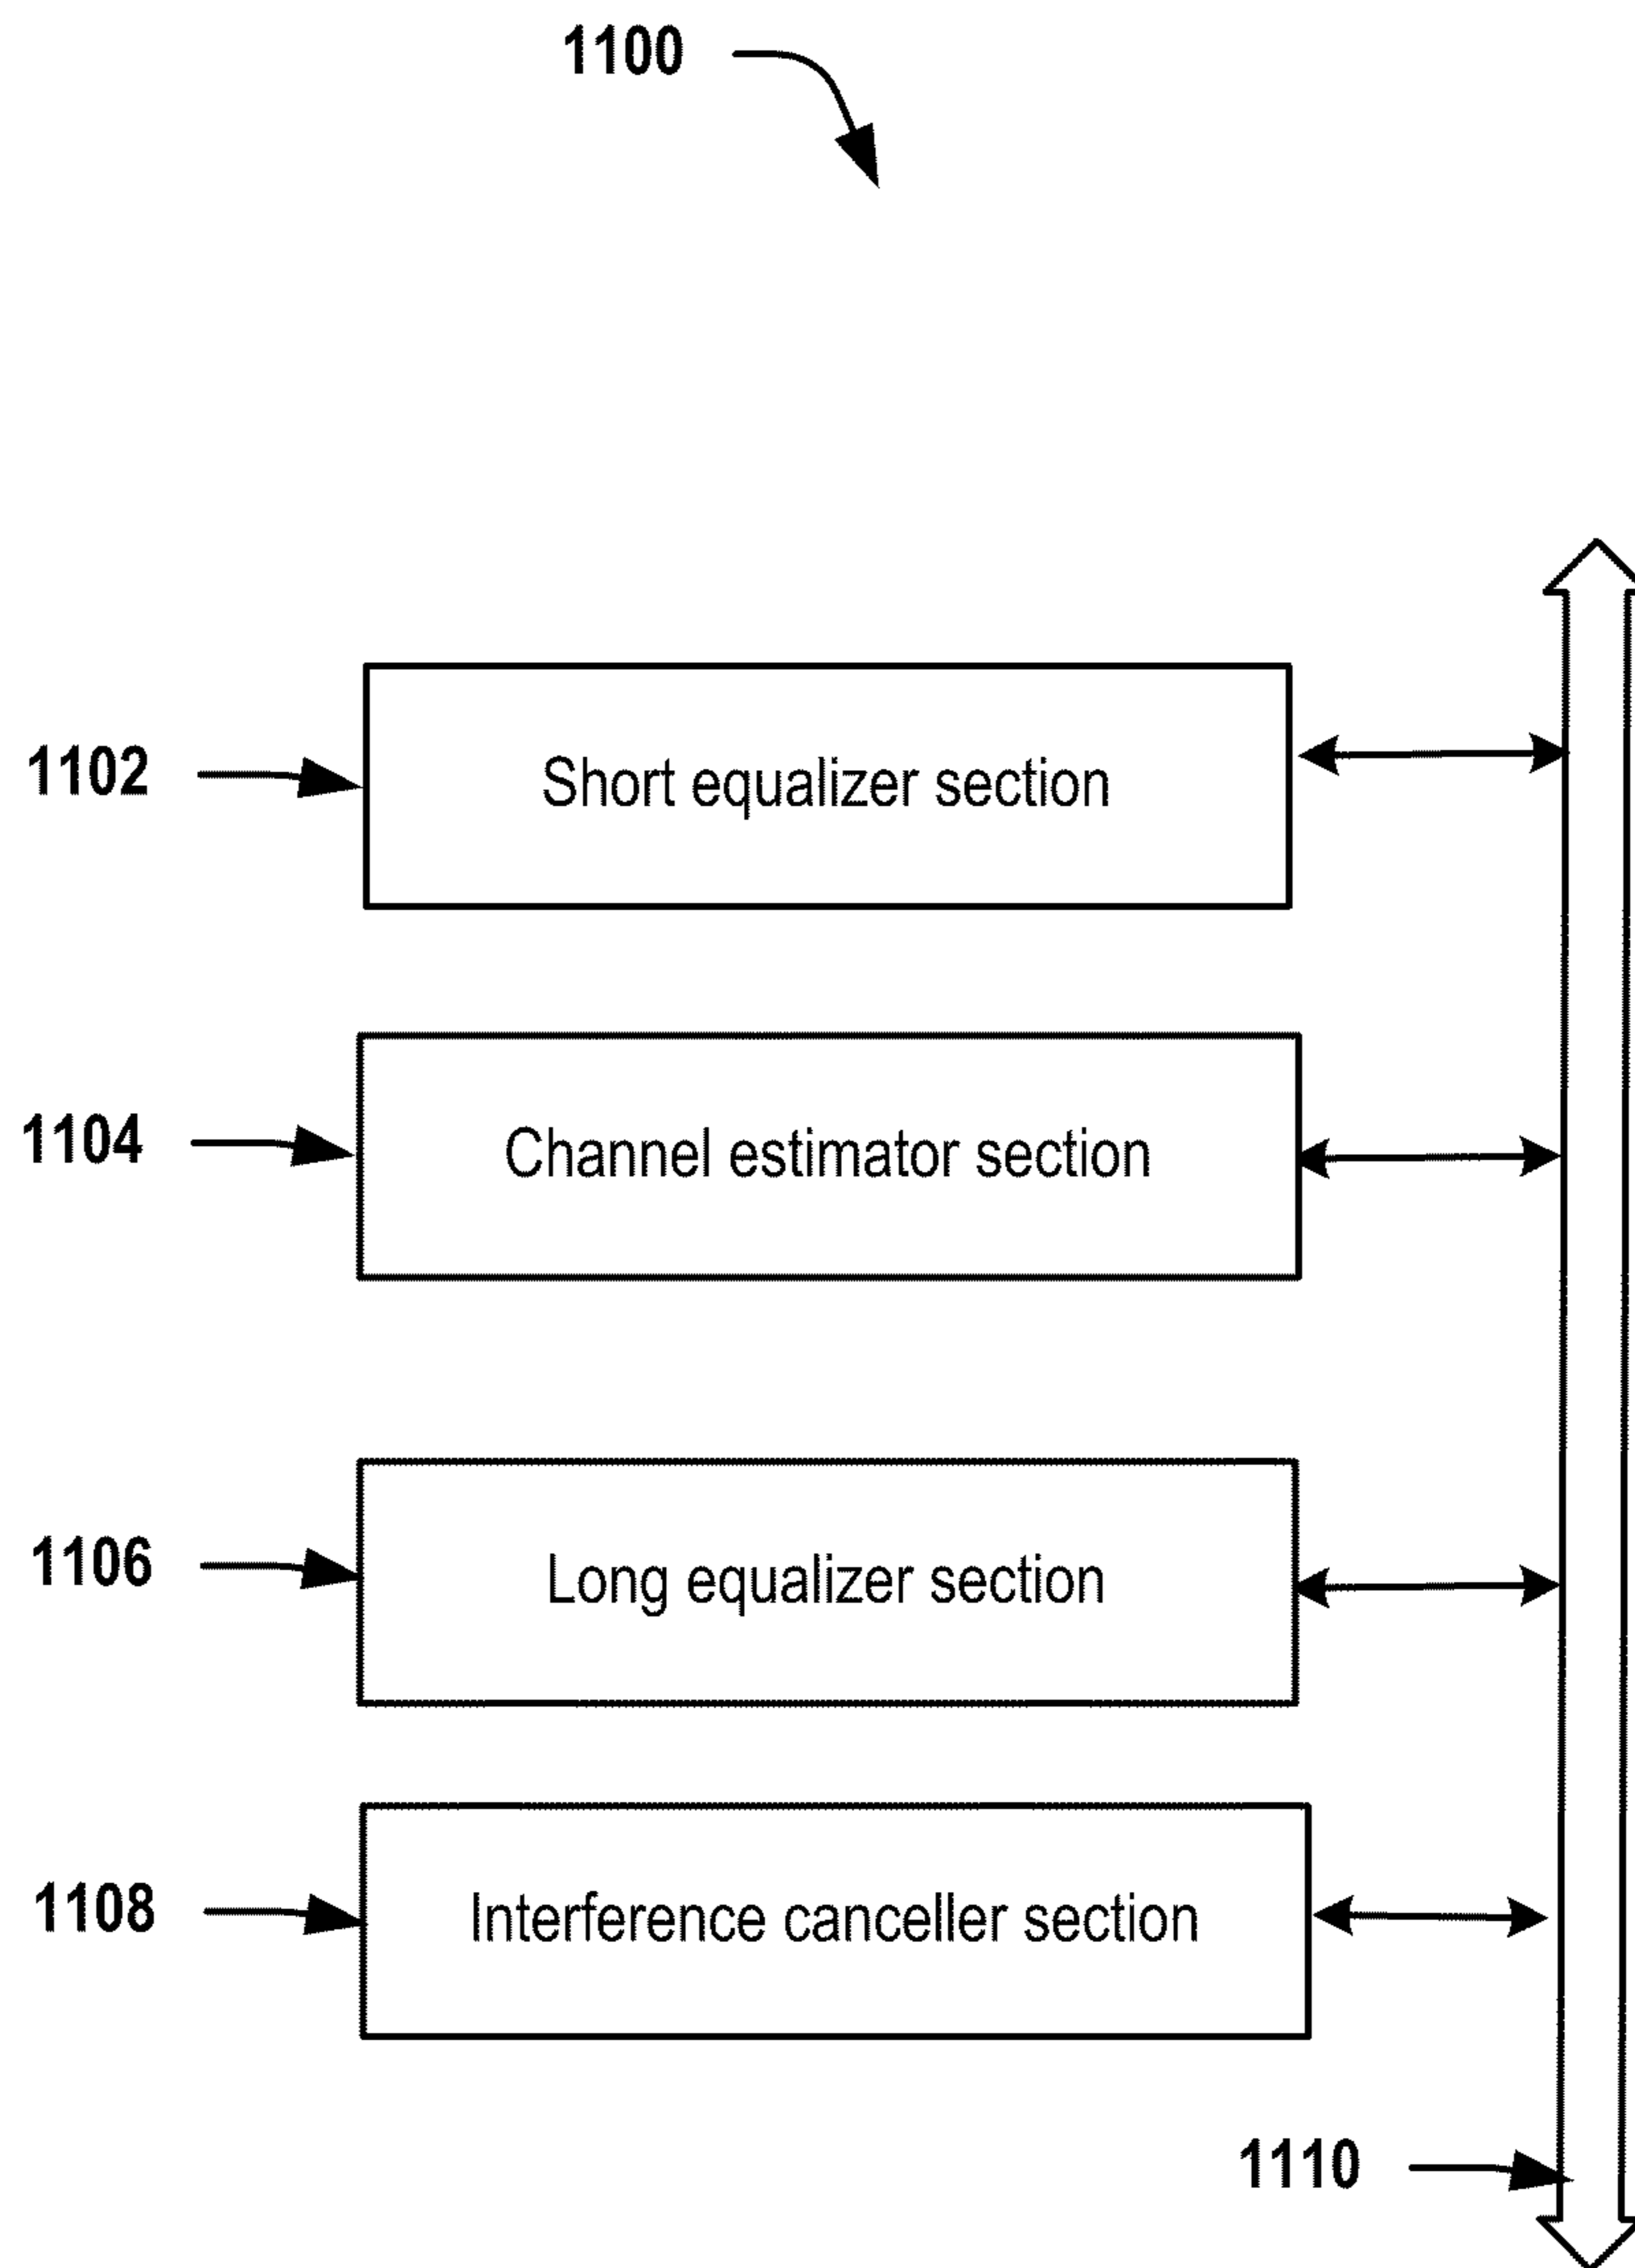 1100
1102
Short equalizer section
1104
Channel estimator section
1106
Long equalizer section
1108
Interference canceller section
1110